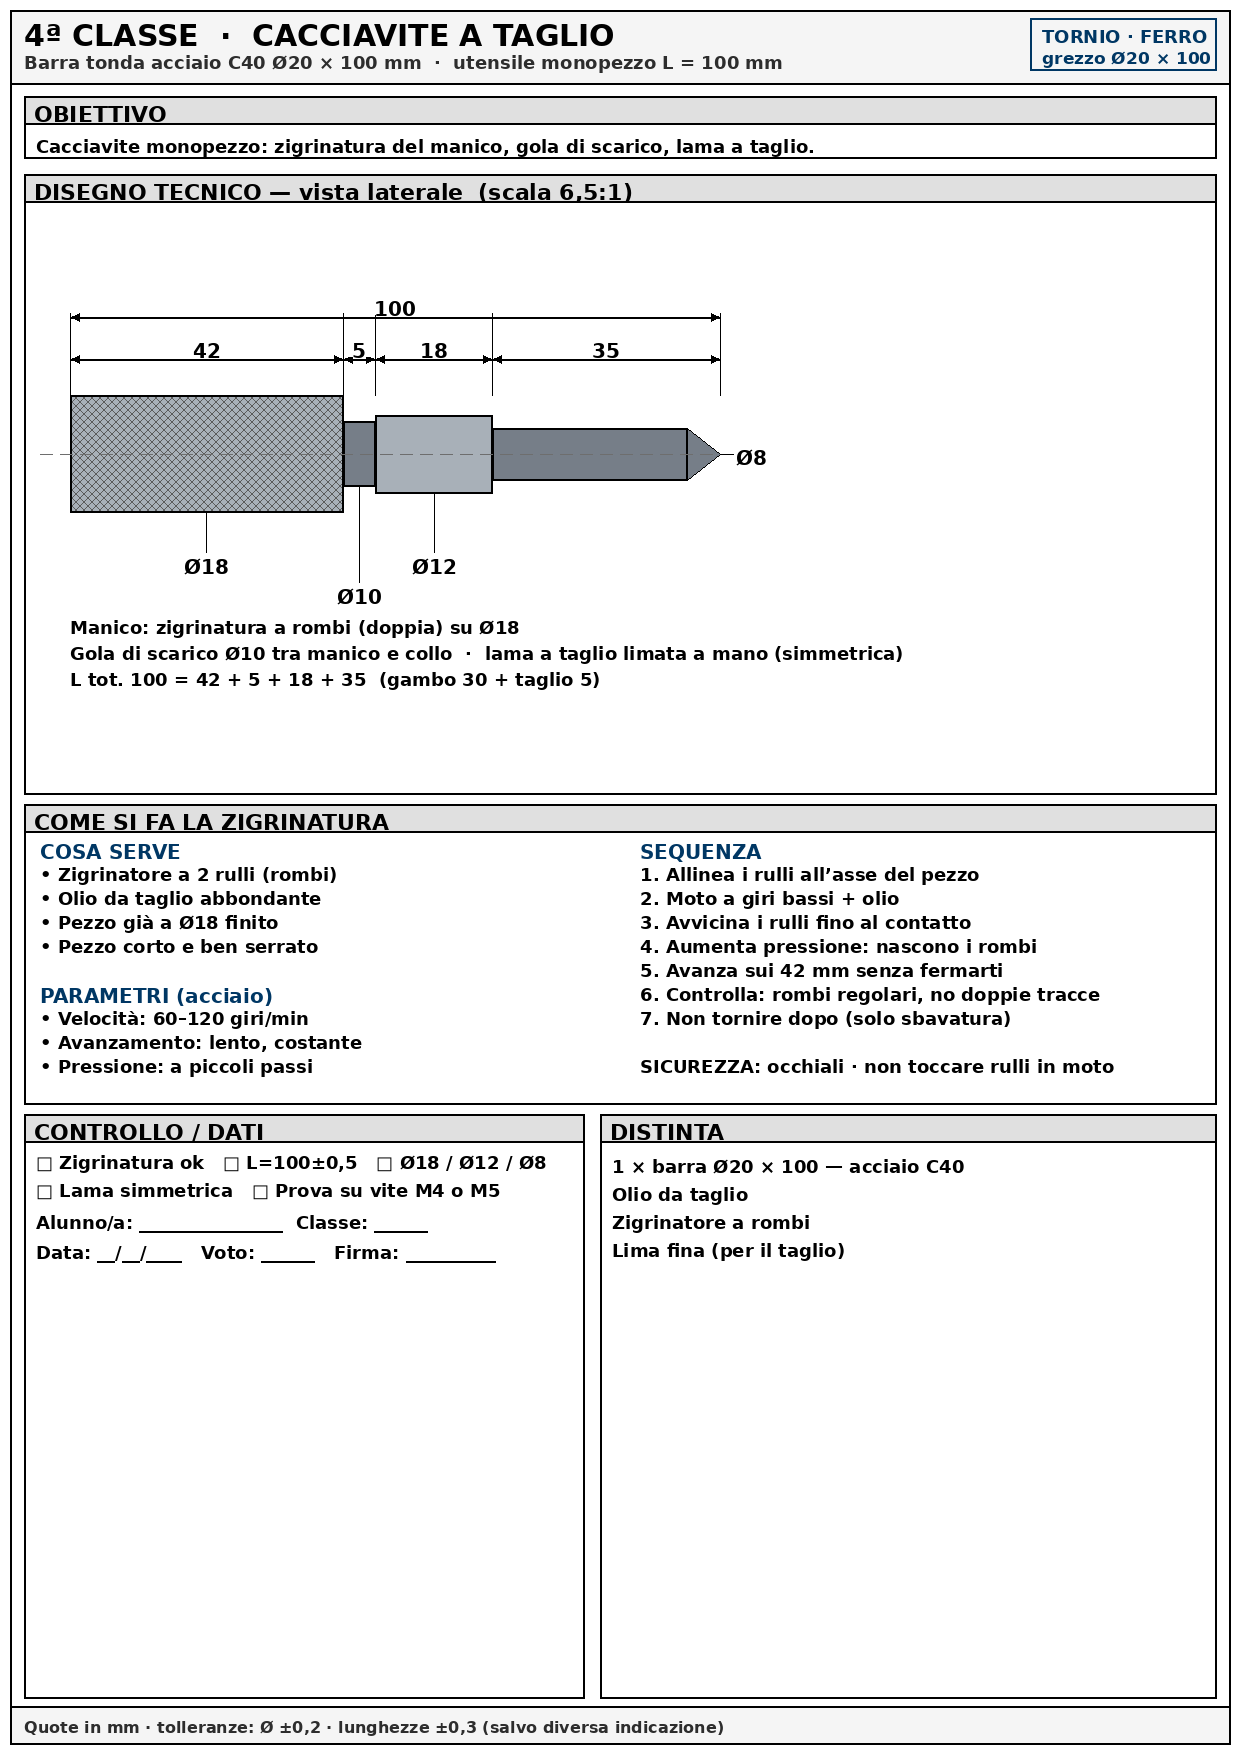 4ª CLASSE · CACCIAVITE A TAGLIO
Barra tonda acciaio C40 Ø20 × 100 mm · utensile monopezzo L = 100 mm
TORNIO · FERRO
grezzo Ø20 × 100
OBIETTIVO
Cacciavite monopezzo: zigrinatura del manico, gola di scarico, lama a taglio.
DISEGNO TECNICO — vista laterale (scala 6,5:1)
100
42 5 18 35
Ø8
Ø18 Ø12
Ø10
Manico: zigrinatura a rombi (doppia) su Ø18
Gola di scarico Ø10 tra manico e collo · lama a taglio limata a mano (simmetrica)
L tot. 100 = 42 + 5 + 18 + 35 (gambo 30 + taglio 5)
COME SI FA LA ZIGRINATURA
COSA SERVE
• Zigrinatore a 2 rulli (rombi)
• Olio da taglio abbondante
• Pezzo già a Ø18 finito
• Pezzo corto e ben serrato
PARAMETRI (acciaio)
• Velocità: 60–120 giri/min
• Avanzamento: lento, costante
• Pressione: a piccoli passi
SEQUENZA
1. Allinea i rulli all’asse del pezzo
2. Moto a giri bassi + olio
3. Avvicina i rulli fino al contatto
4. Aumenta pressione: nascono i rombi
5. Avanza sui 42 mm senza fermarti
6. Controlla: rombi regolari, no doppie tracce
7. Non tornire dopo (solo sbavatura)
SICUREZZA: occhiali · non toccare rulli in moto
CONTROLLO / DATI
□ Zigrinatura ok □ L=100±0,5 □ Ø18 / Ø12 / Ø8
□ Lama simmetrica □ Prova su vite M4 o M5
Alunno/a: ________________ Classe: ______
Data: __/__/____ Voto: ______ Firma: __________
DISTINTA
1 × barra Ø20 × 100 — acciaio C40
Olio da taglio
Zigrinatore a rombi
Lima fina (per il taglio)
Quote in mm · tolleranze: Ø ±0,2 · lunghezze ±0,3 (salvo diversa indicazione)